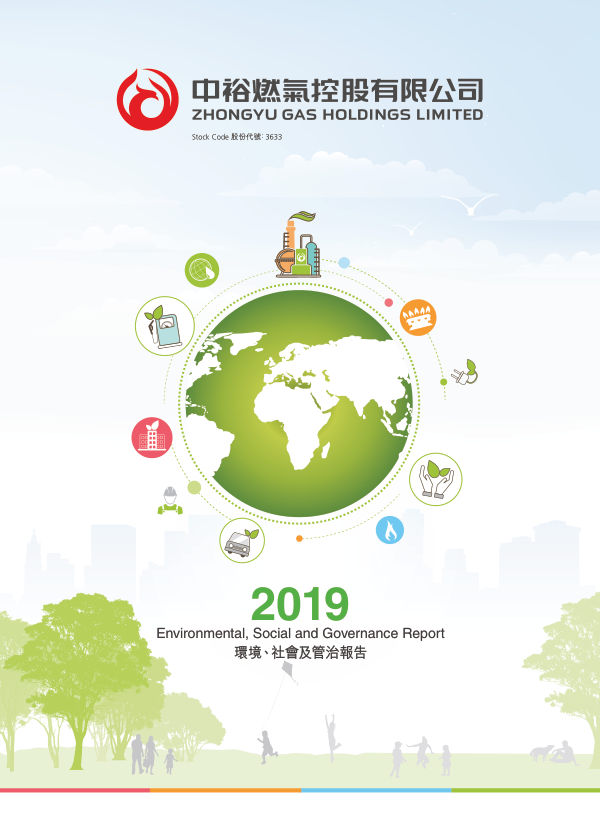 中裕燃氣控股有限公司
ZHONGYU GAS HOLDINGS LIMITED
Stock Code 股份代號: 3633
2019
Environmental, Social and Governance Report
環境、社會及管治報告